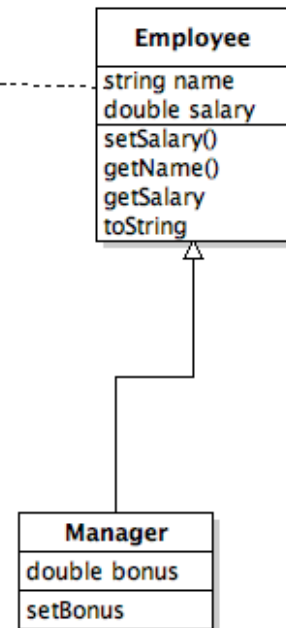 Employee
string name
double salary
setSalary()
getName()
getSalary
toString
Manager
double bonus
setBonus